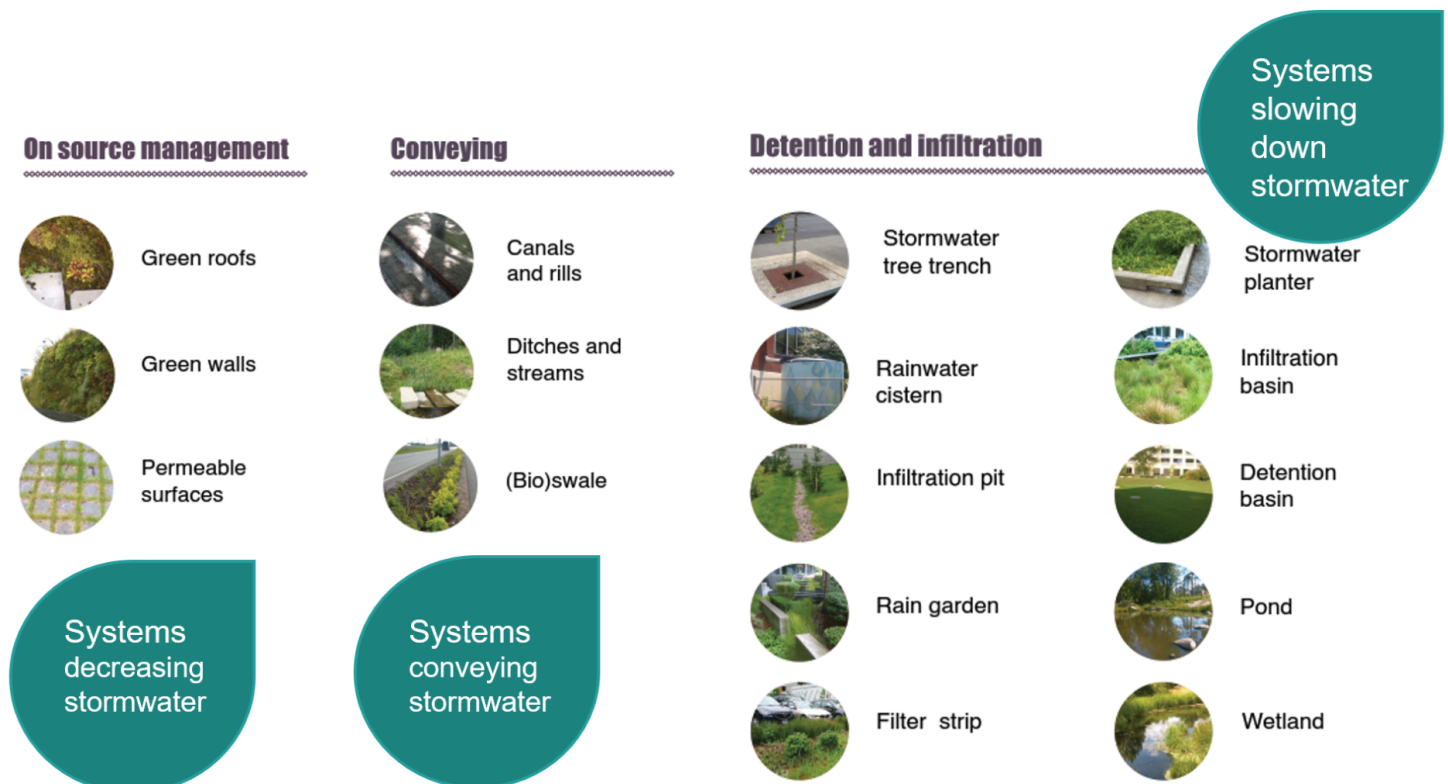 Systems
slowing
down
stormwater
On source management
Green roofs
Green walls
Permeable
surfaces
Systems
decreasing
stormwater
Conveying
Canals
and rills
Ditches and
streams
(Bio)swale
Systems
conveying
stormwater
Detention and infiltration
Stormwater
tree trench
Rainwater
cistern
Infiltration pit
Rain garden
Filter strip
Stormwater
planter
Infiltration
basin
Detention
basin
Pond
Wetland